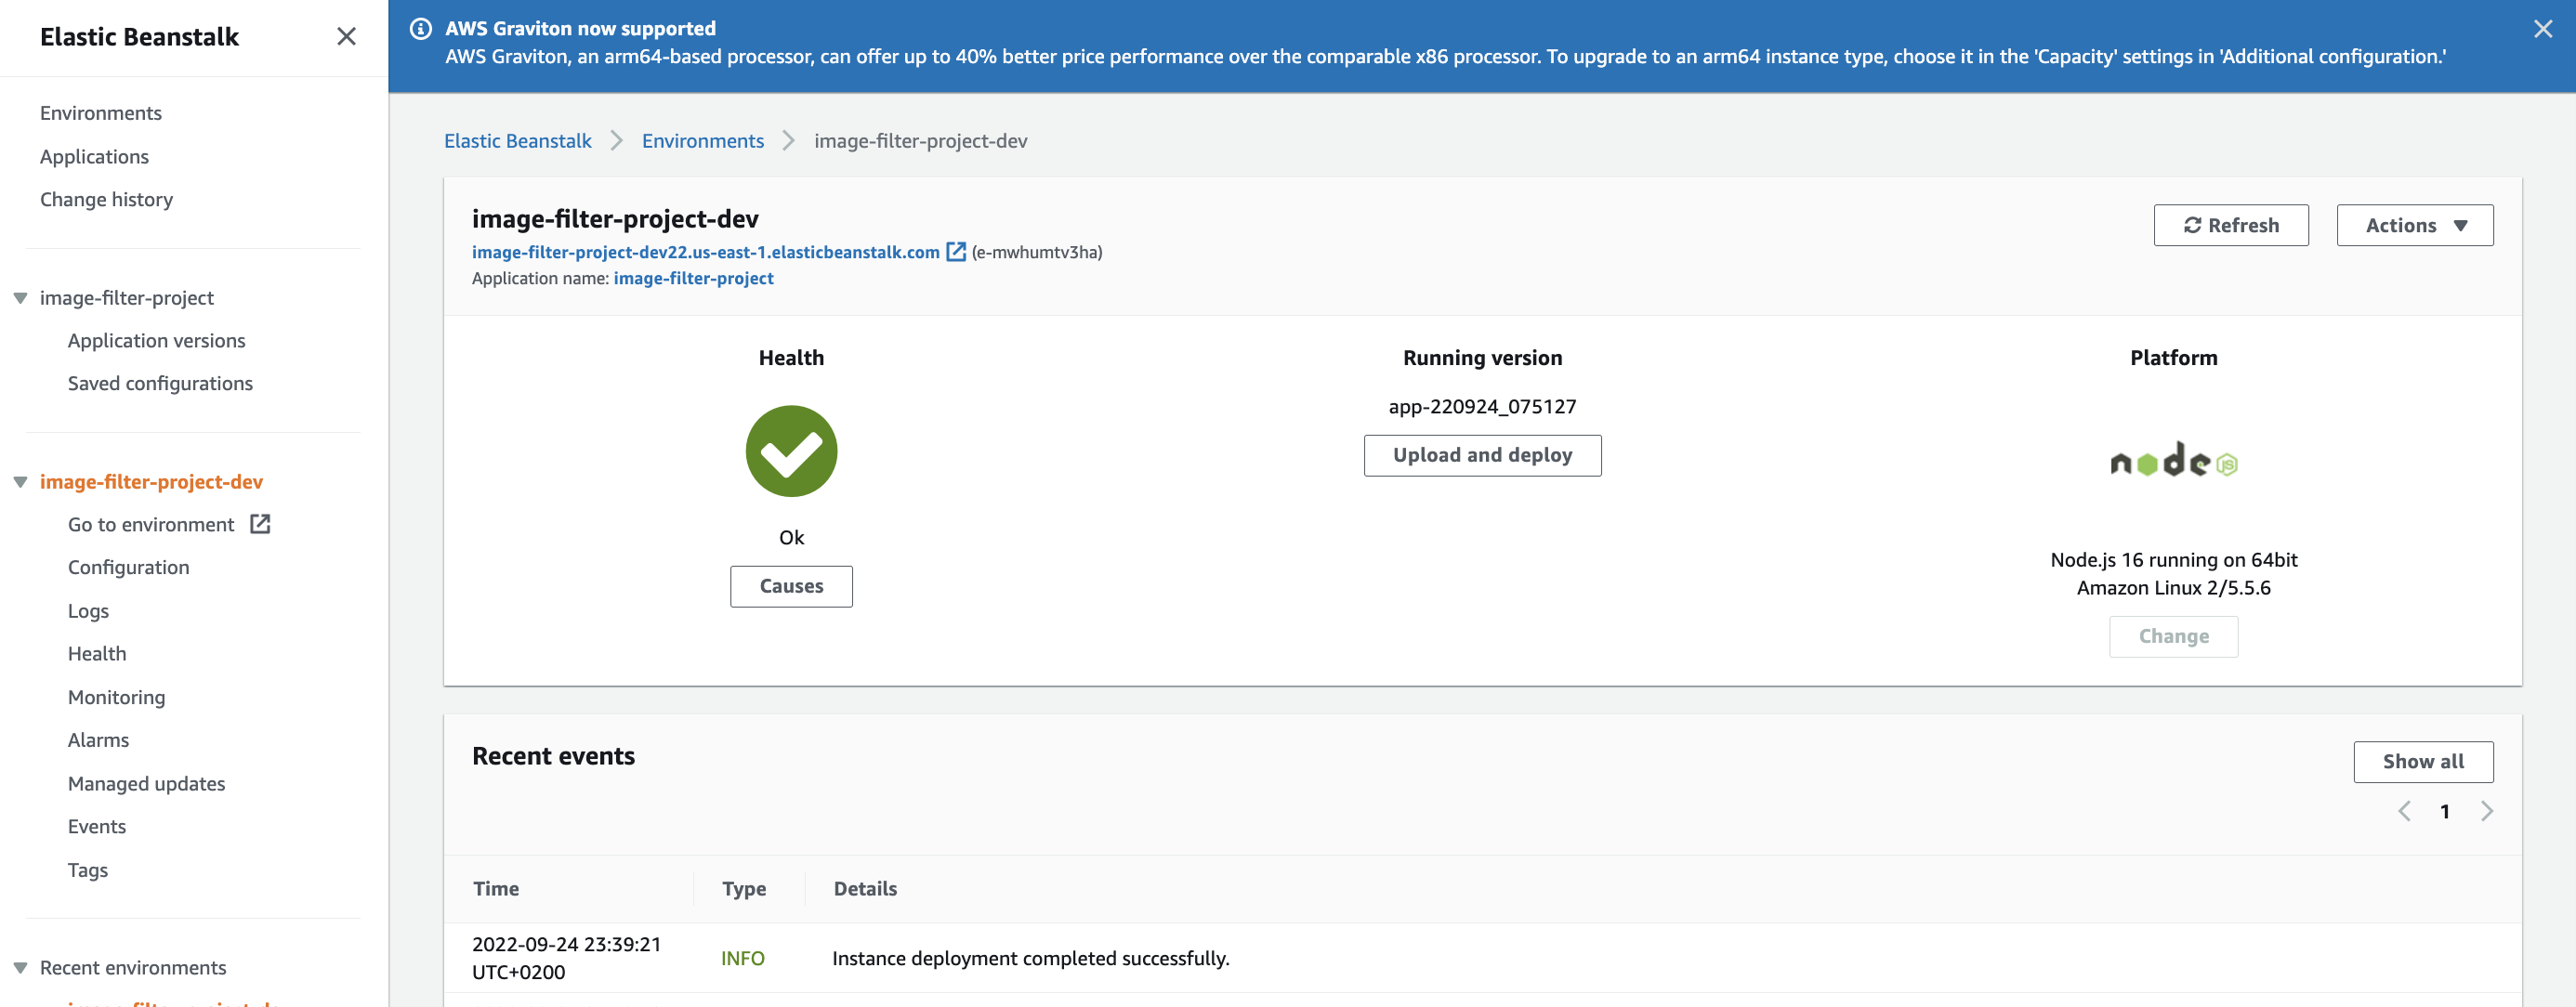 Elastic Beanstalk
Environments
Applications
Change history
image-filter-project
Application versions
Saved configurations
image-filter-project-dev
Go to environment
Configuration
Logs
Health
Monitoring
Alarms
Managed updates
Events
Tags
Recent environments
AWS Graviton now supported
AWS Graviton, an arm64-based processor, can offer up to 40% better price performance over the comparable x86 processor. To upgrade to an arm64 instance type, choose it in the 'Capacity' settings in 'Additional configuration.'
Elastic Beanstalk Environments image-filter-project-dev
image-filter-project-dev
image-filter-project-dev22.us-east-1.elasticbeanstalk.com (e-mwhumtv3ha)
Application name: image-filter-project
Refresh
Actions
Health
Ok
Causes
Running version
app-220924_075127
Upload and deploy
Platform
node JS
Node.js 16 running on 64bit
Amazon Linux 2/5.5.6
Change
Recent events
Show all
1
Time Type Details
2022-09-24 23:39:21
UTC+0200
INFO
Instance deployment completed successfully.